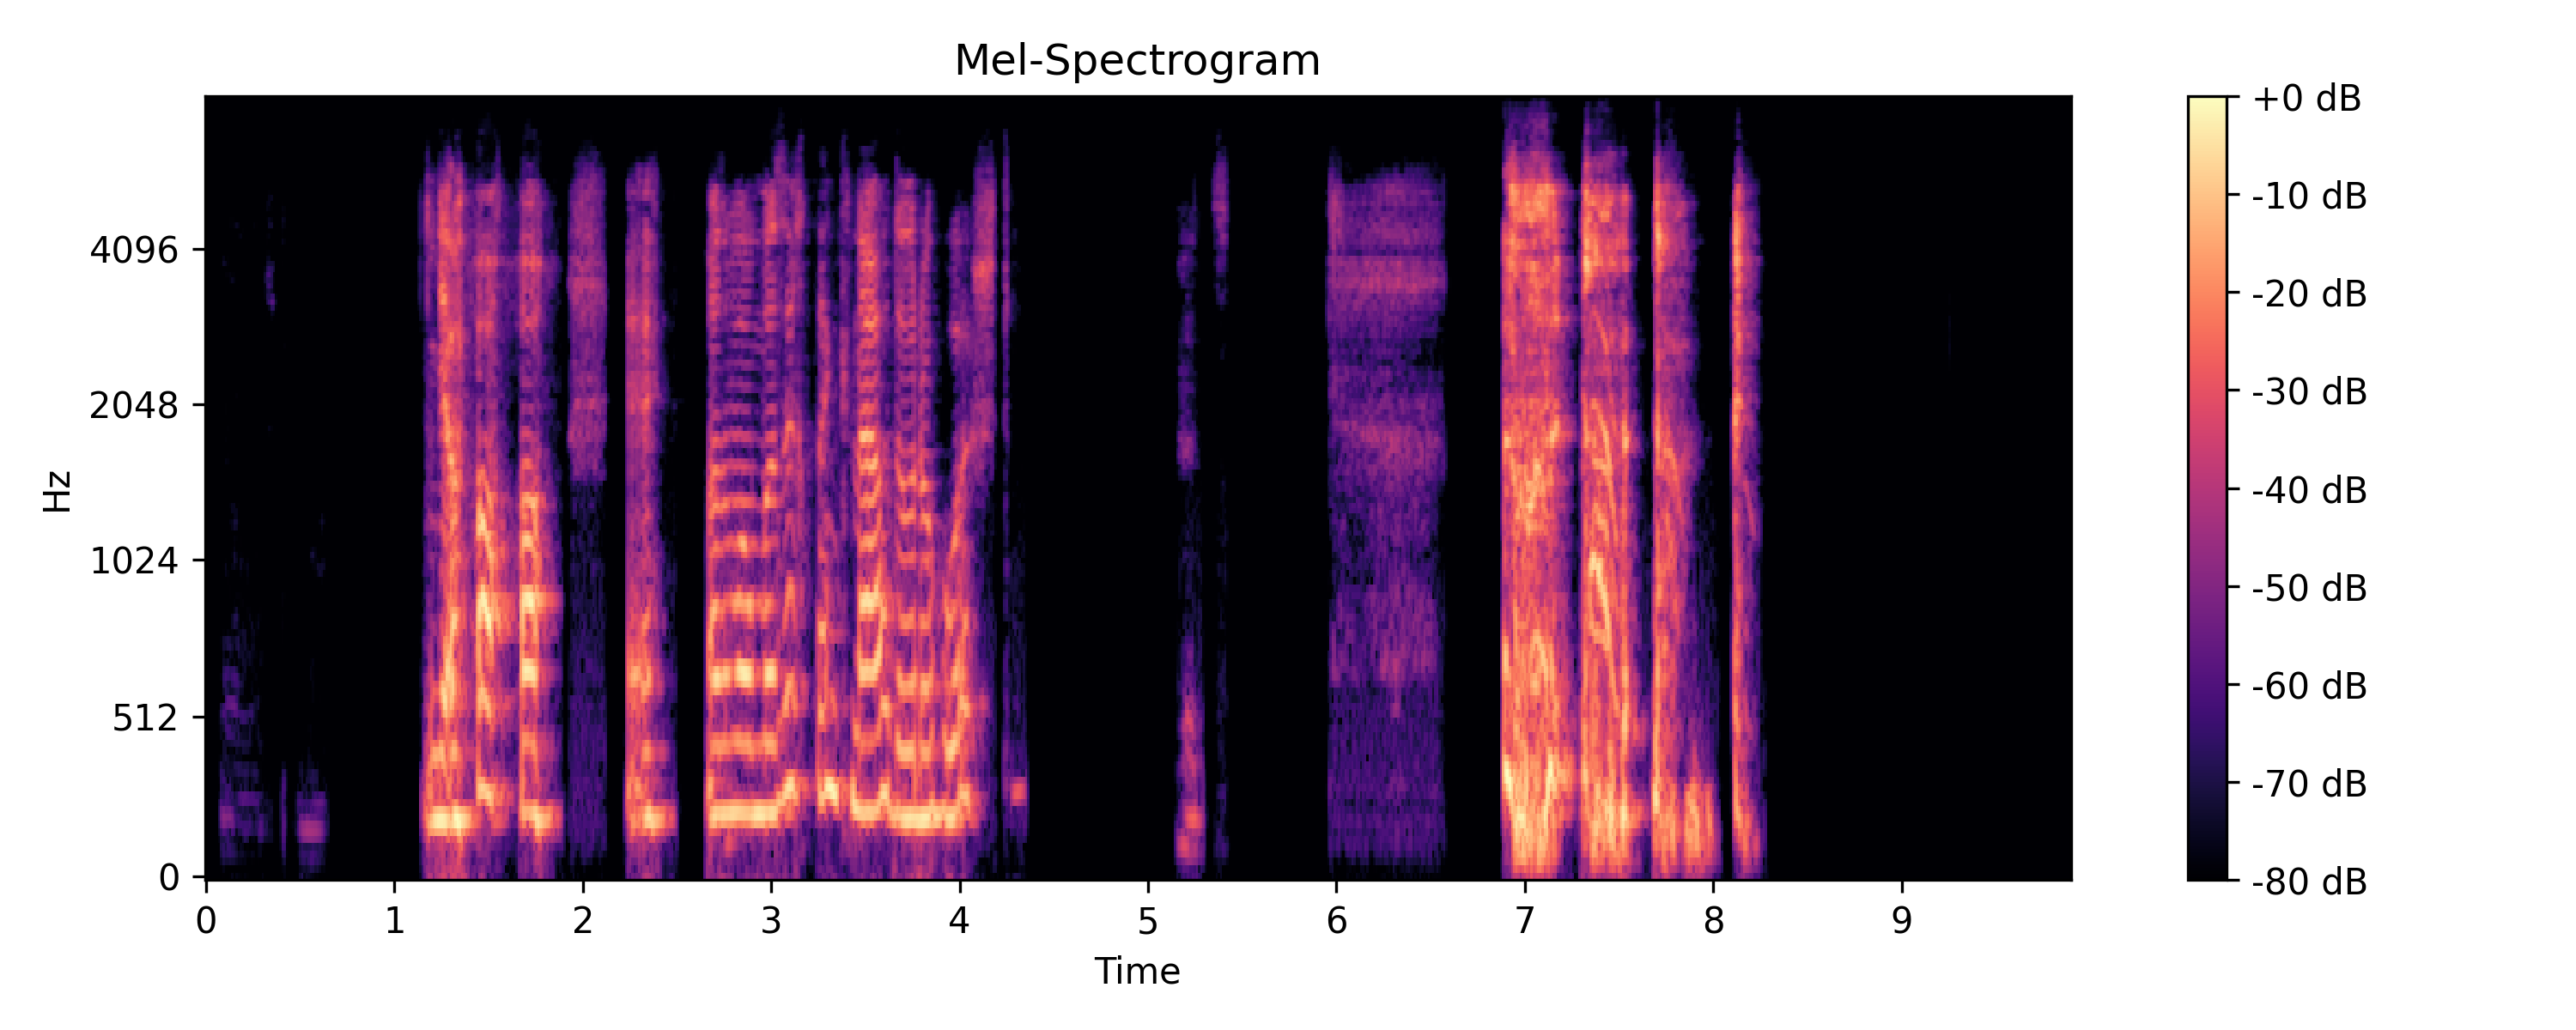 Mel-Spectrogram
+0 dB
-10 dB
-20 dB
-30 dB
-40 dB
-50 dB
-60 dB
-70 dB
-80 dB
Hz
4096
2048
1024
512
0
0 1 2 3 4 5 6 7 8 9
Time